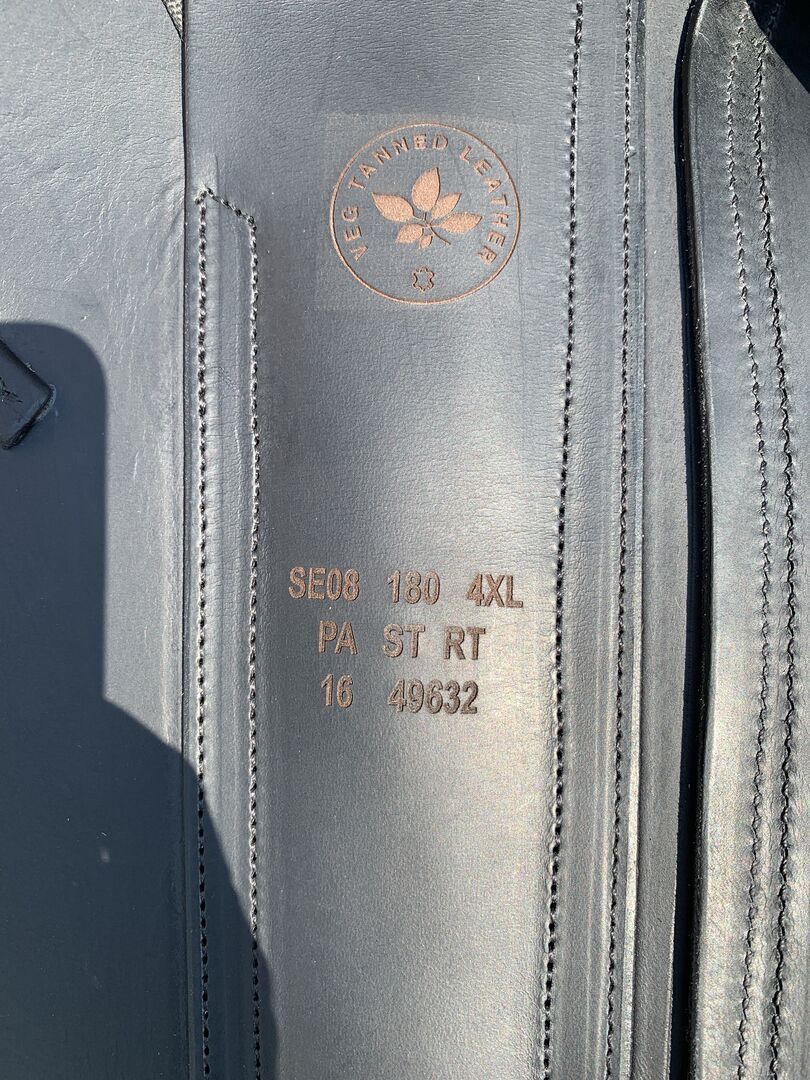 VEG TANNED LEATHER
SE08 180 4XL
PA ST RT
16 49632